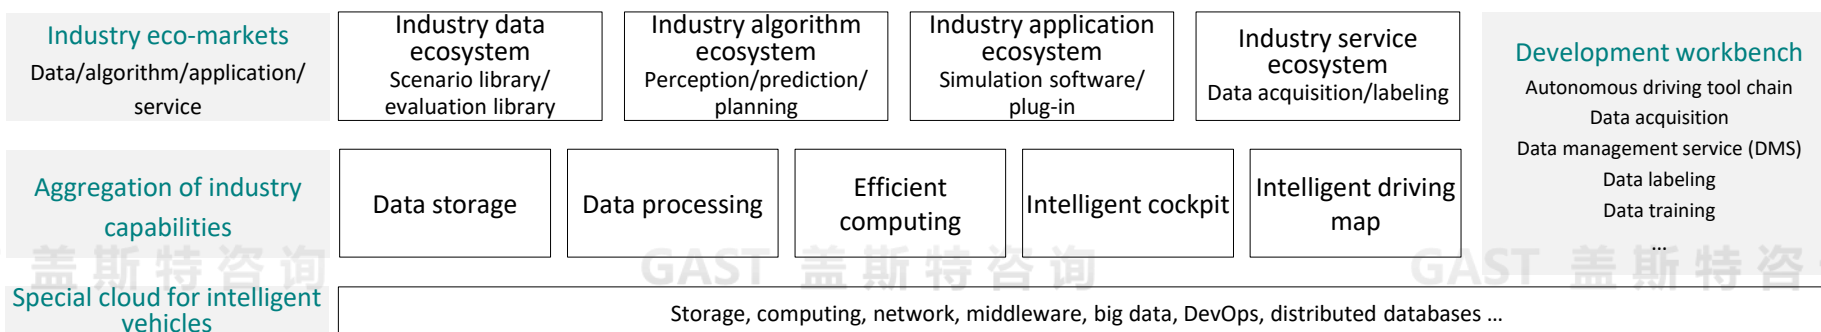 Industry eco-markets
Data/algorithm/application/
service
Industry data
ecosystem
Scenario library/
evaluation library
Industry algorithm
ecosystem
Perception/prediction/
planning
Industry application
ecosystem
Simulation software/
plug-in
Industry service
ecosystem
Data acquisition/labeling
Development workbench
Autonomous driving tool chain
Data acquisition
Data management service (DMS)
Data labeling
Data training
...
Aggregation of industry
capabilities
Data storage
Data processing
Efficient
computing
Intelligent cockpit
Intelligent driving
map
盖斯特咨询
GAST 盖斯特咨询
GAST 盖斯特咨
Special cloud for intelligent
vehicles
Storage, computing, network, middleware, big data, DevOps, distributed databases ...